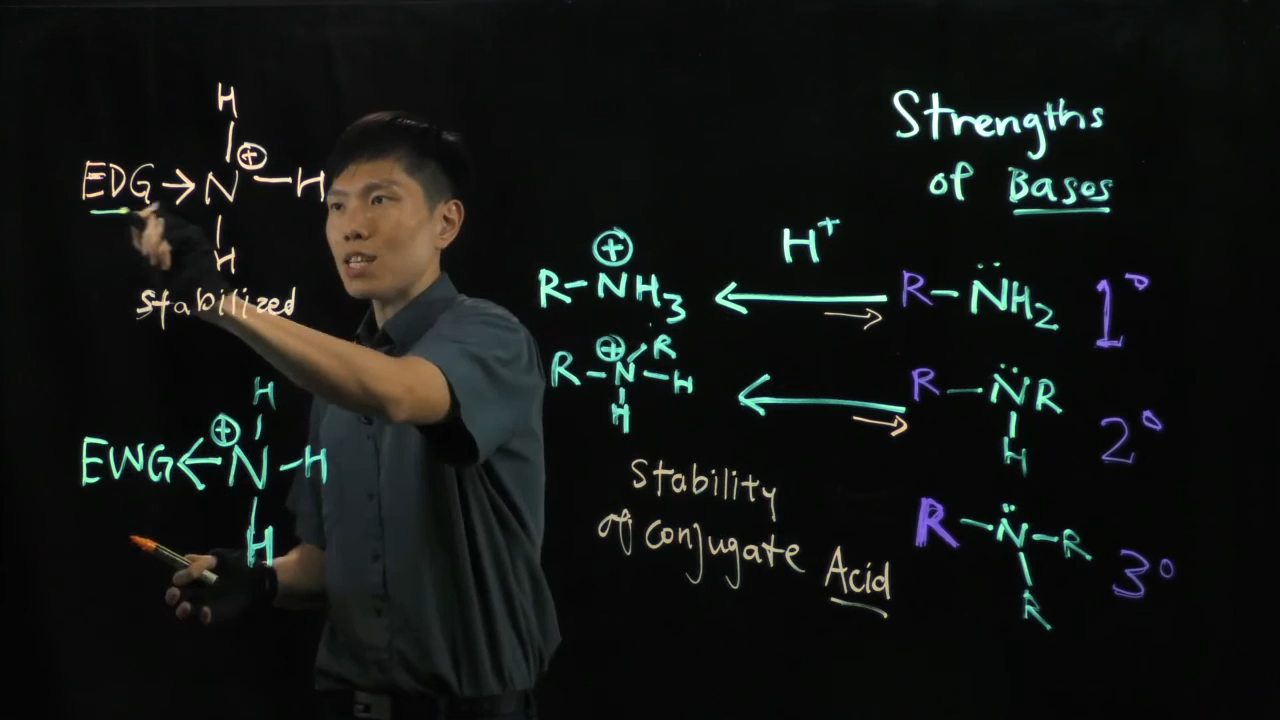 H
EDG → N ⊕ — H
H
Stabilized
H
EWG ← N ⊕ — H
H
Strengths
of Bases
H⁺
R-NH₃ ⊕
R-N̈H₂ 1°
R
R-N ⊕ -H
H
R-N̈R 2°
H
Stability
of Conjugate Acid
R-N̈-R 3°
R